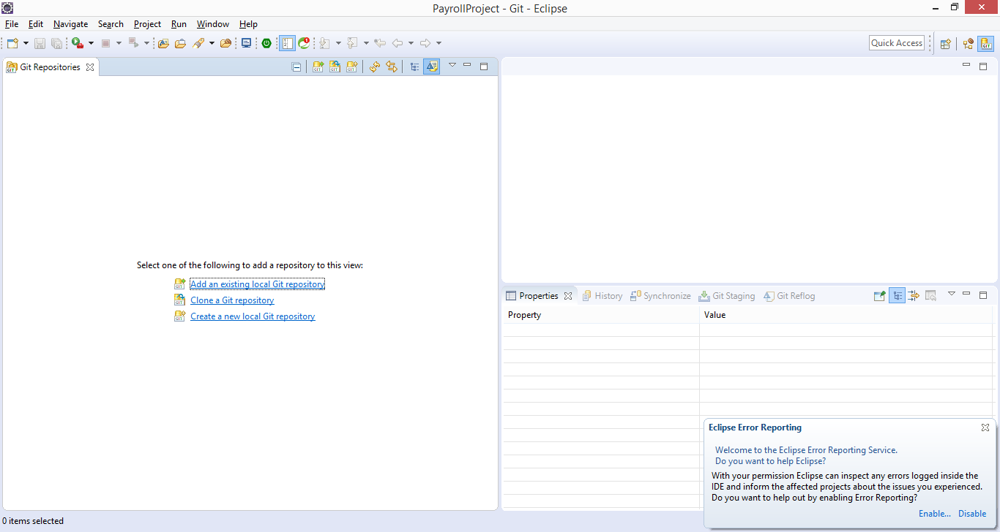 PayrollProject - Git - Eclipse
File Edit Navigate Search Project Run Window Help
Quick Access
Git Repositories
Select one of the following to add a repository to this view:
Add an existing local Git repository
Clone a Git repository
Create a new local Git repository
Properties History Synchronize Git Staging Git Reflog
Property Value
Eclipse Error Reporting
Welcome to the Eclipse Error Reporting Service.
Do you want to help Eclipse?
With your permission Eclipse can inspect any errors logged inside the
IDE and inform the affected projects about the issues you experienced.
Do you want to help out by enabling Error Reporting?
Enable... Disable
0 items selected